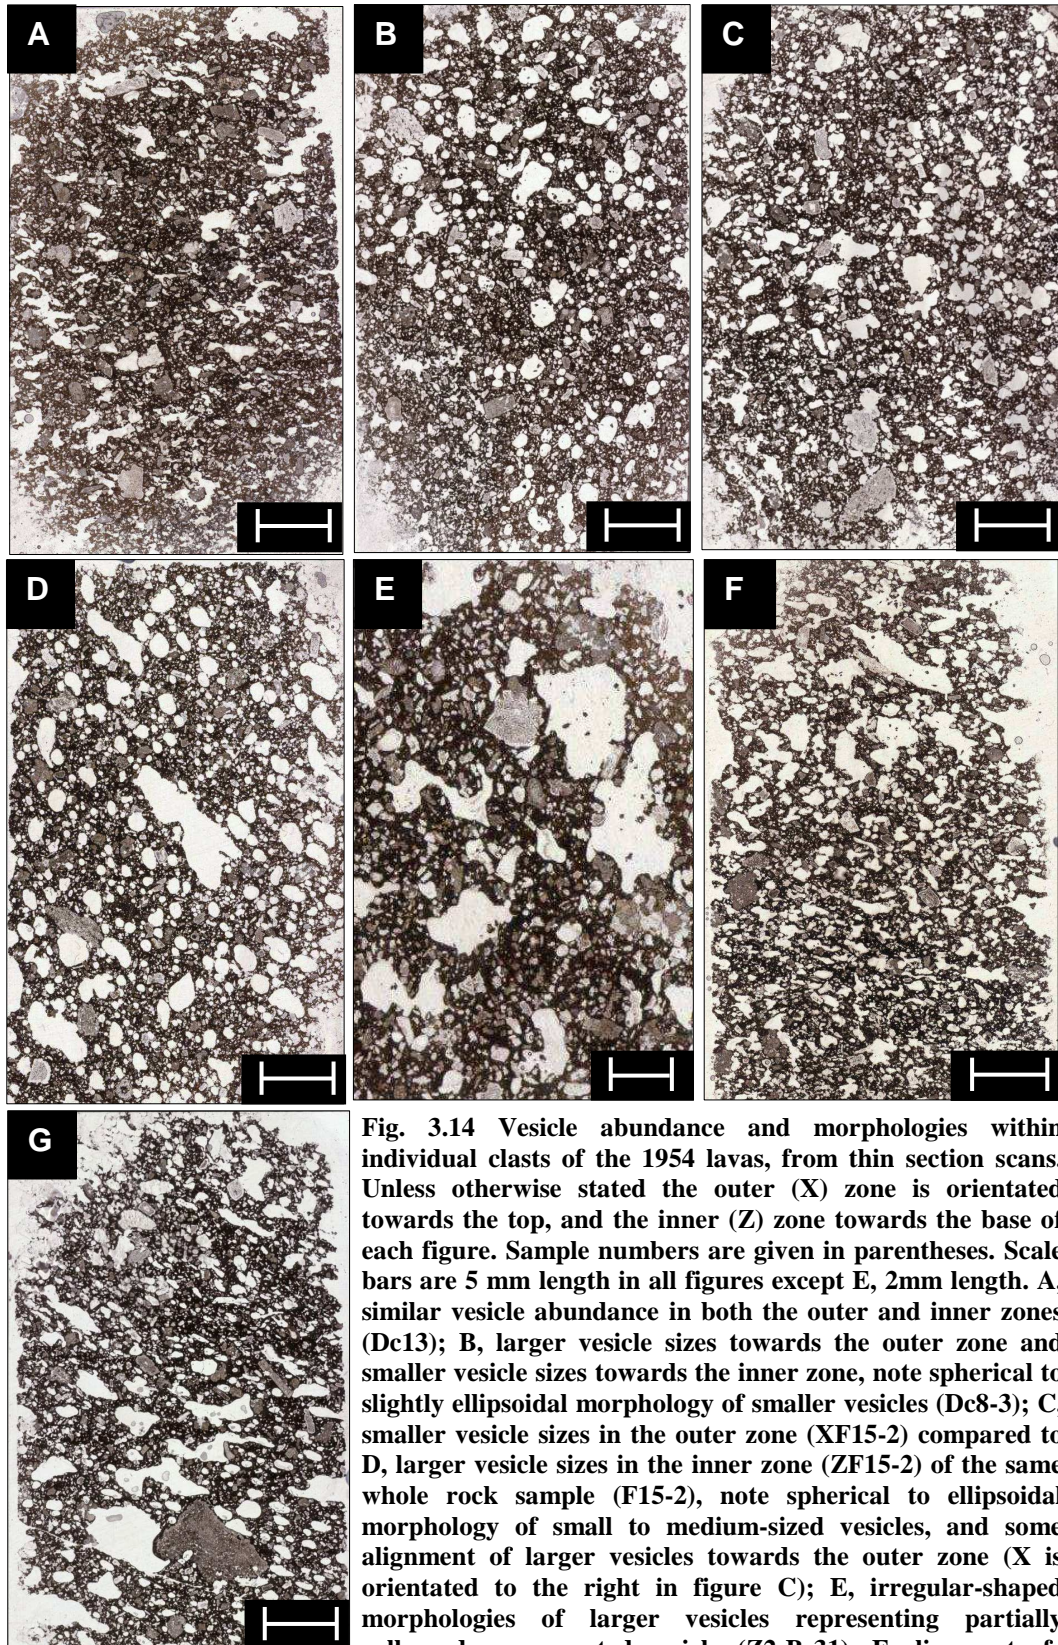 A
B
C
D
E
F
G
Fig. 3.14 Vesicle abundance and morphologies within
individual clasts of the 1954 lavas, from thin section scans.
Unless otherwise stated the outer (X) zone is orientated
towards the top, and the inner (Z) zone towards the base of
each figure. Sample numbers are given in parentheses. Scale
bars are 5 mm length in all figures except E, 2mm length. A,
similar vesicle abundance in both the outer and inner zones
(Dc13); B, larger vesicle sizes towards the outer zone and
smaller vesicle sizes towards the inner zone, note spherical to
slightly ellipsoidal morphology of smaller vesicles (Dc8-3); C,
smaller vesicle sizes in the outer zone (XF15-2) compared to
D, larger vesicle sizes in the inner zone (ZF15-2) of the same
whole rock sample (F15-2), note spherical to ellipsoidal
morphology of small to medium-sized vesicles, and some
alignment of larger vesicles towards the outer zone (X is
orientated to the right in figure C); E, irregular-shaped
morphologies of larger vesicles representing partially